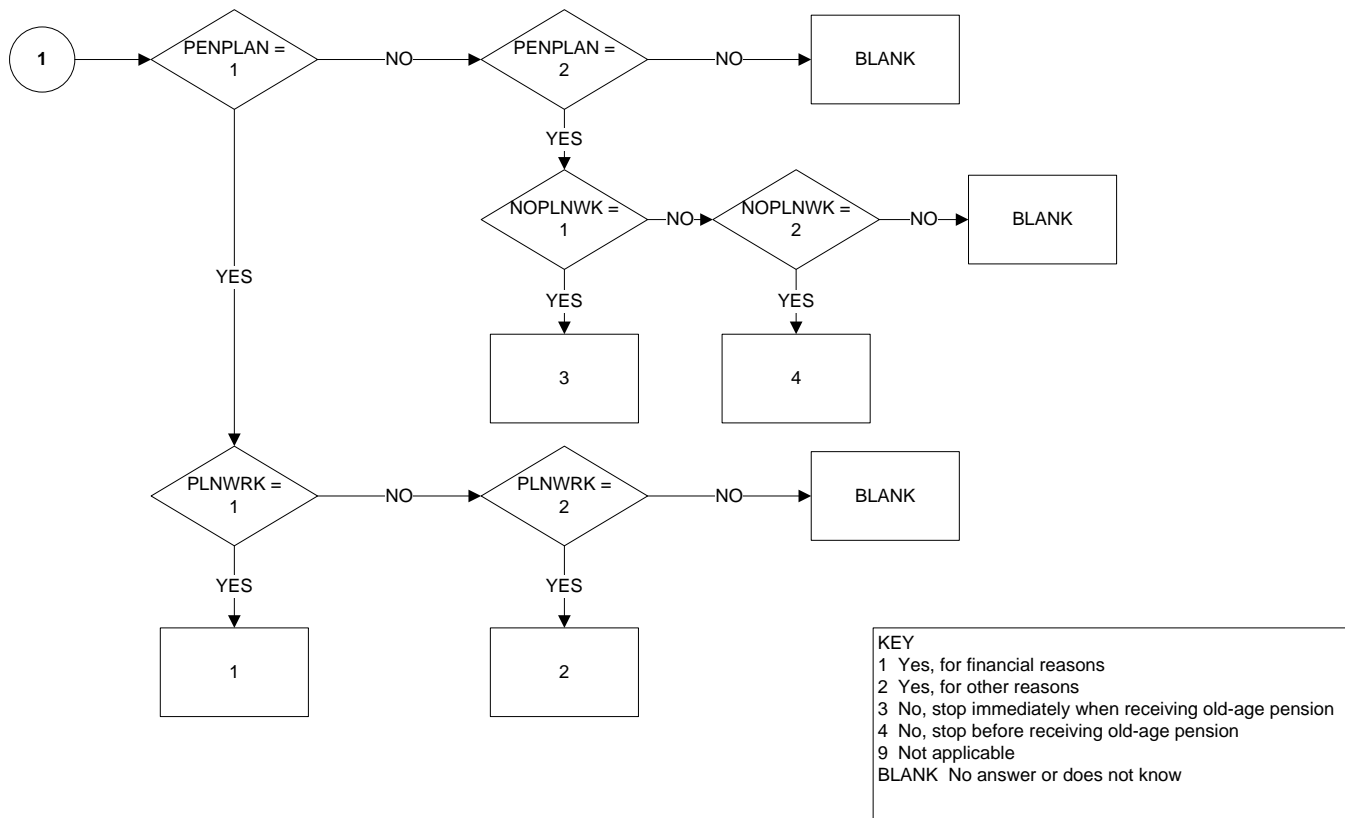 1
PENPLAN =
1
NO
PENPLAN =
2
NO
BLANK
YES
NOPLNWK =
1
NO
NOPLNWK =
2
NO
BLANK
YES
YES
YES
3
4
PLNWRK =
1
NO
PLNWRK =
2
NO
BLANK
YES
YES
1
2
KEY
1 Yes, for financial reasons
2 Yes, for other reasons
3 No, stop immediately when receiving old-age pension
4 No, stop before receiving old-age pension
9 Not applicable
BLANK No answer or does not know